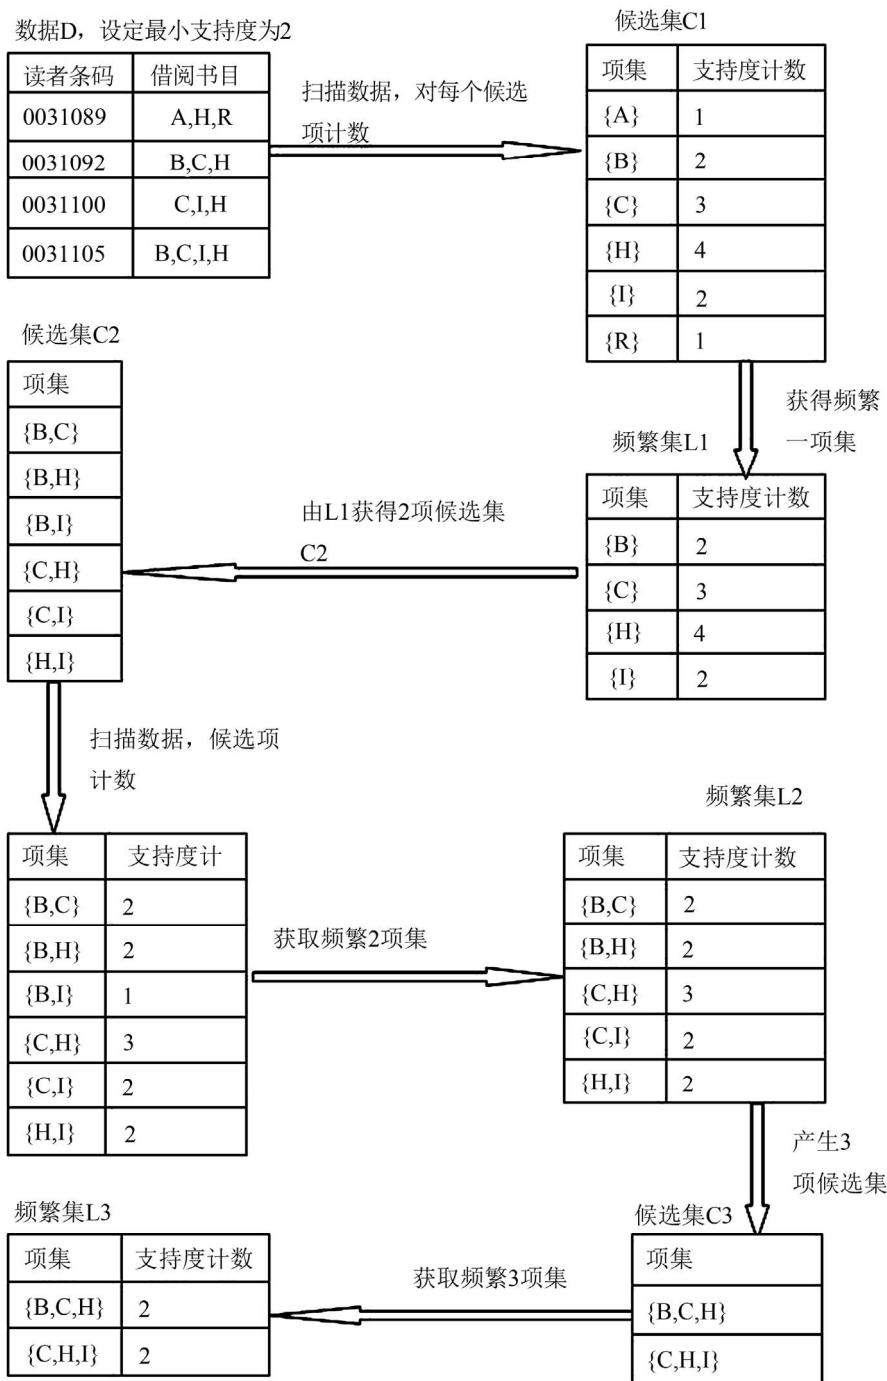 数据D，设定最小支持度为2
读者条码 借阅书目
0031089 A,H,R
0031092 B,C,H
0031100 C,I,H
0031105 B,C,I,H
扫描数据，对每个候选
项计数
候选集C1
项集 支持度计数
{A} 1
{B} 2
{C} 3
{H} 4
{I} 2
{R} 1
获得频繁
一项集
频繁集L1
项集 支持度计数
{B} 2
{C} 3
{H} 4
{I} 2
由L1获得2项候选集
C2
候选集C2
项集
{B,C}
{B,H}
{B,I}
{C,H}
{C,I}
{H,I}
扫描数据，候选项
计数
项集 支持度计
{B,C} 2
{B,H} 2
{B,I} 1
{C,H} 3
{C,I} 2
{H,I} 2
获取频繁2项集
频繁集L2
项集 支持度计数
{B,C} 2
{B,H} 2
{C,H} 3
{C,I} 2
{H,I} 2
产生3
项候选集
候选集C3
项集
{B,C,H}
{C,H,I}
获取频繁3项集
频繁集L3
项集 支持度计数
{B,C,H} 2
{C,H,I} 2